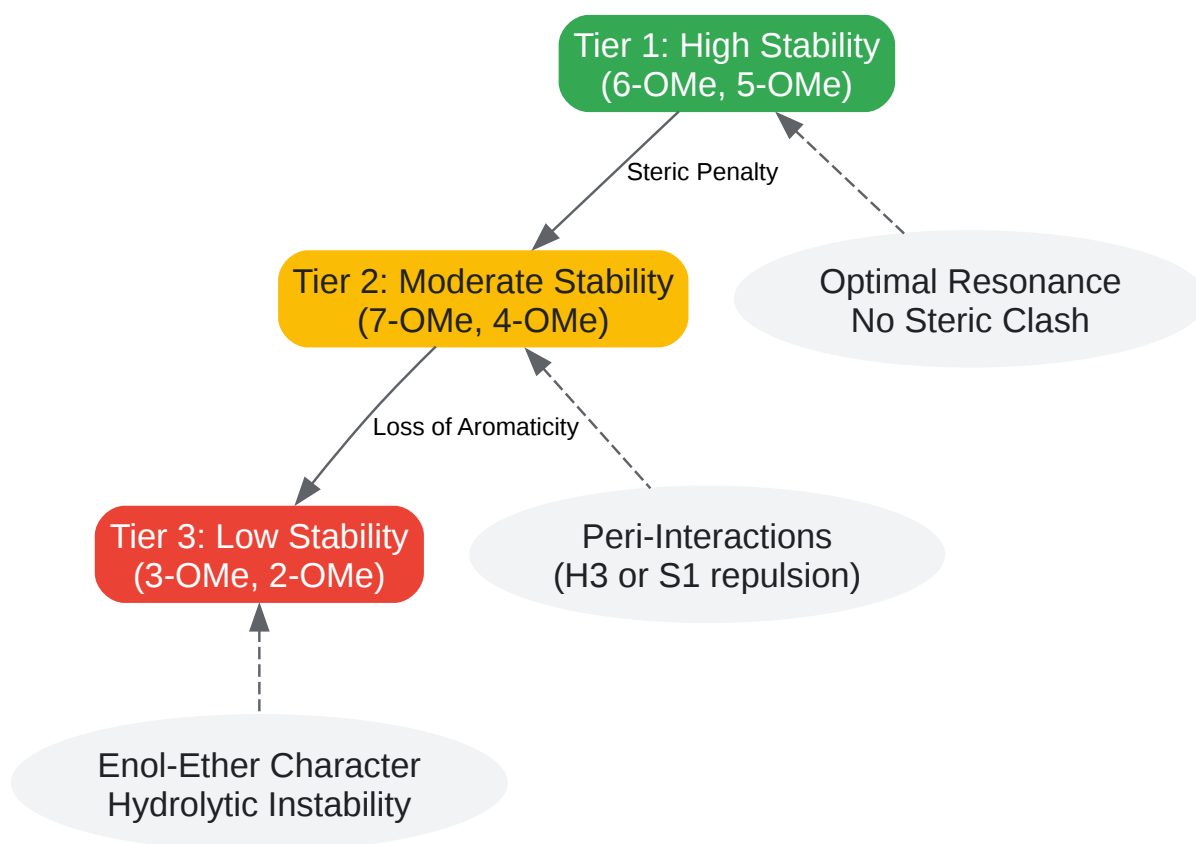 Tier 1: High Stability
(6-OMe, 5-OMe)
Steric Penalty
Optimal Resonance
No Steric Clash
Tier 2: Moderate Stability
(7-OMe, 4-OMe)
Loss of Aromaticity
Peri-Interactions
(H3 or S1 repulsion)
Tier 3: Low Stability
(3-OMe, 2-OMe)
Enol-Ether Character
Hydrolytic Instability